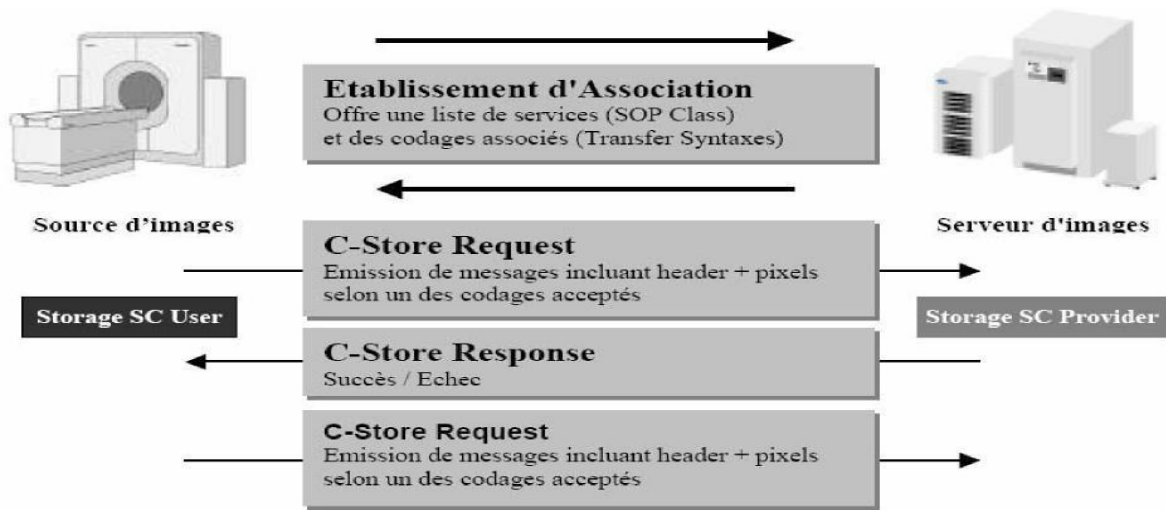 Etablissement d'Association
Offre une liste de services (SOP Class)
et des codages associés (Transfer Syntaxes)
Source d'images
Serveur d'images
C-Store Request
Emission de messages incluant header + pixels
selon un des codages acceptés
Storage SC User
Storage SC Provider
C-Store Response
Succès / Echec
C-Store Request
Emission de messages incluant header + pixels
selon un des codages acceptés